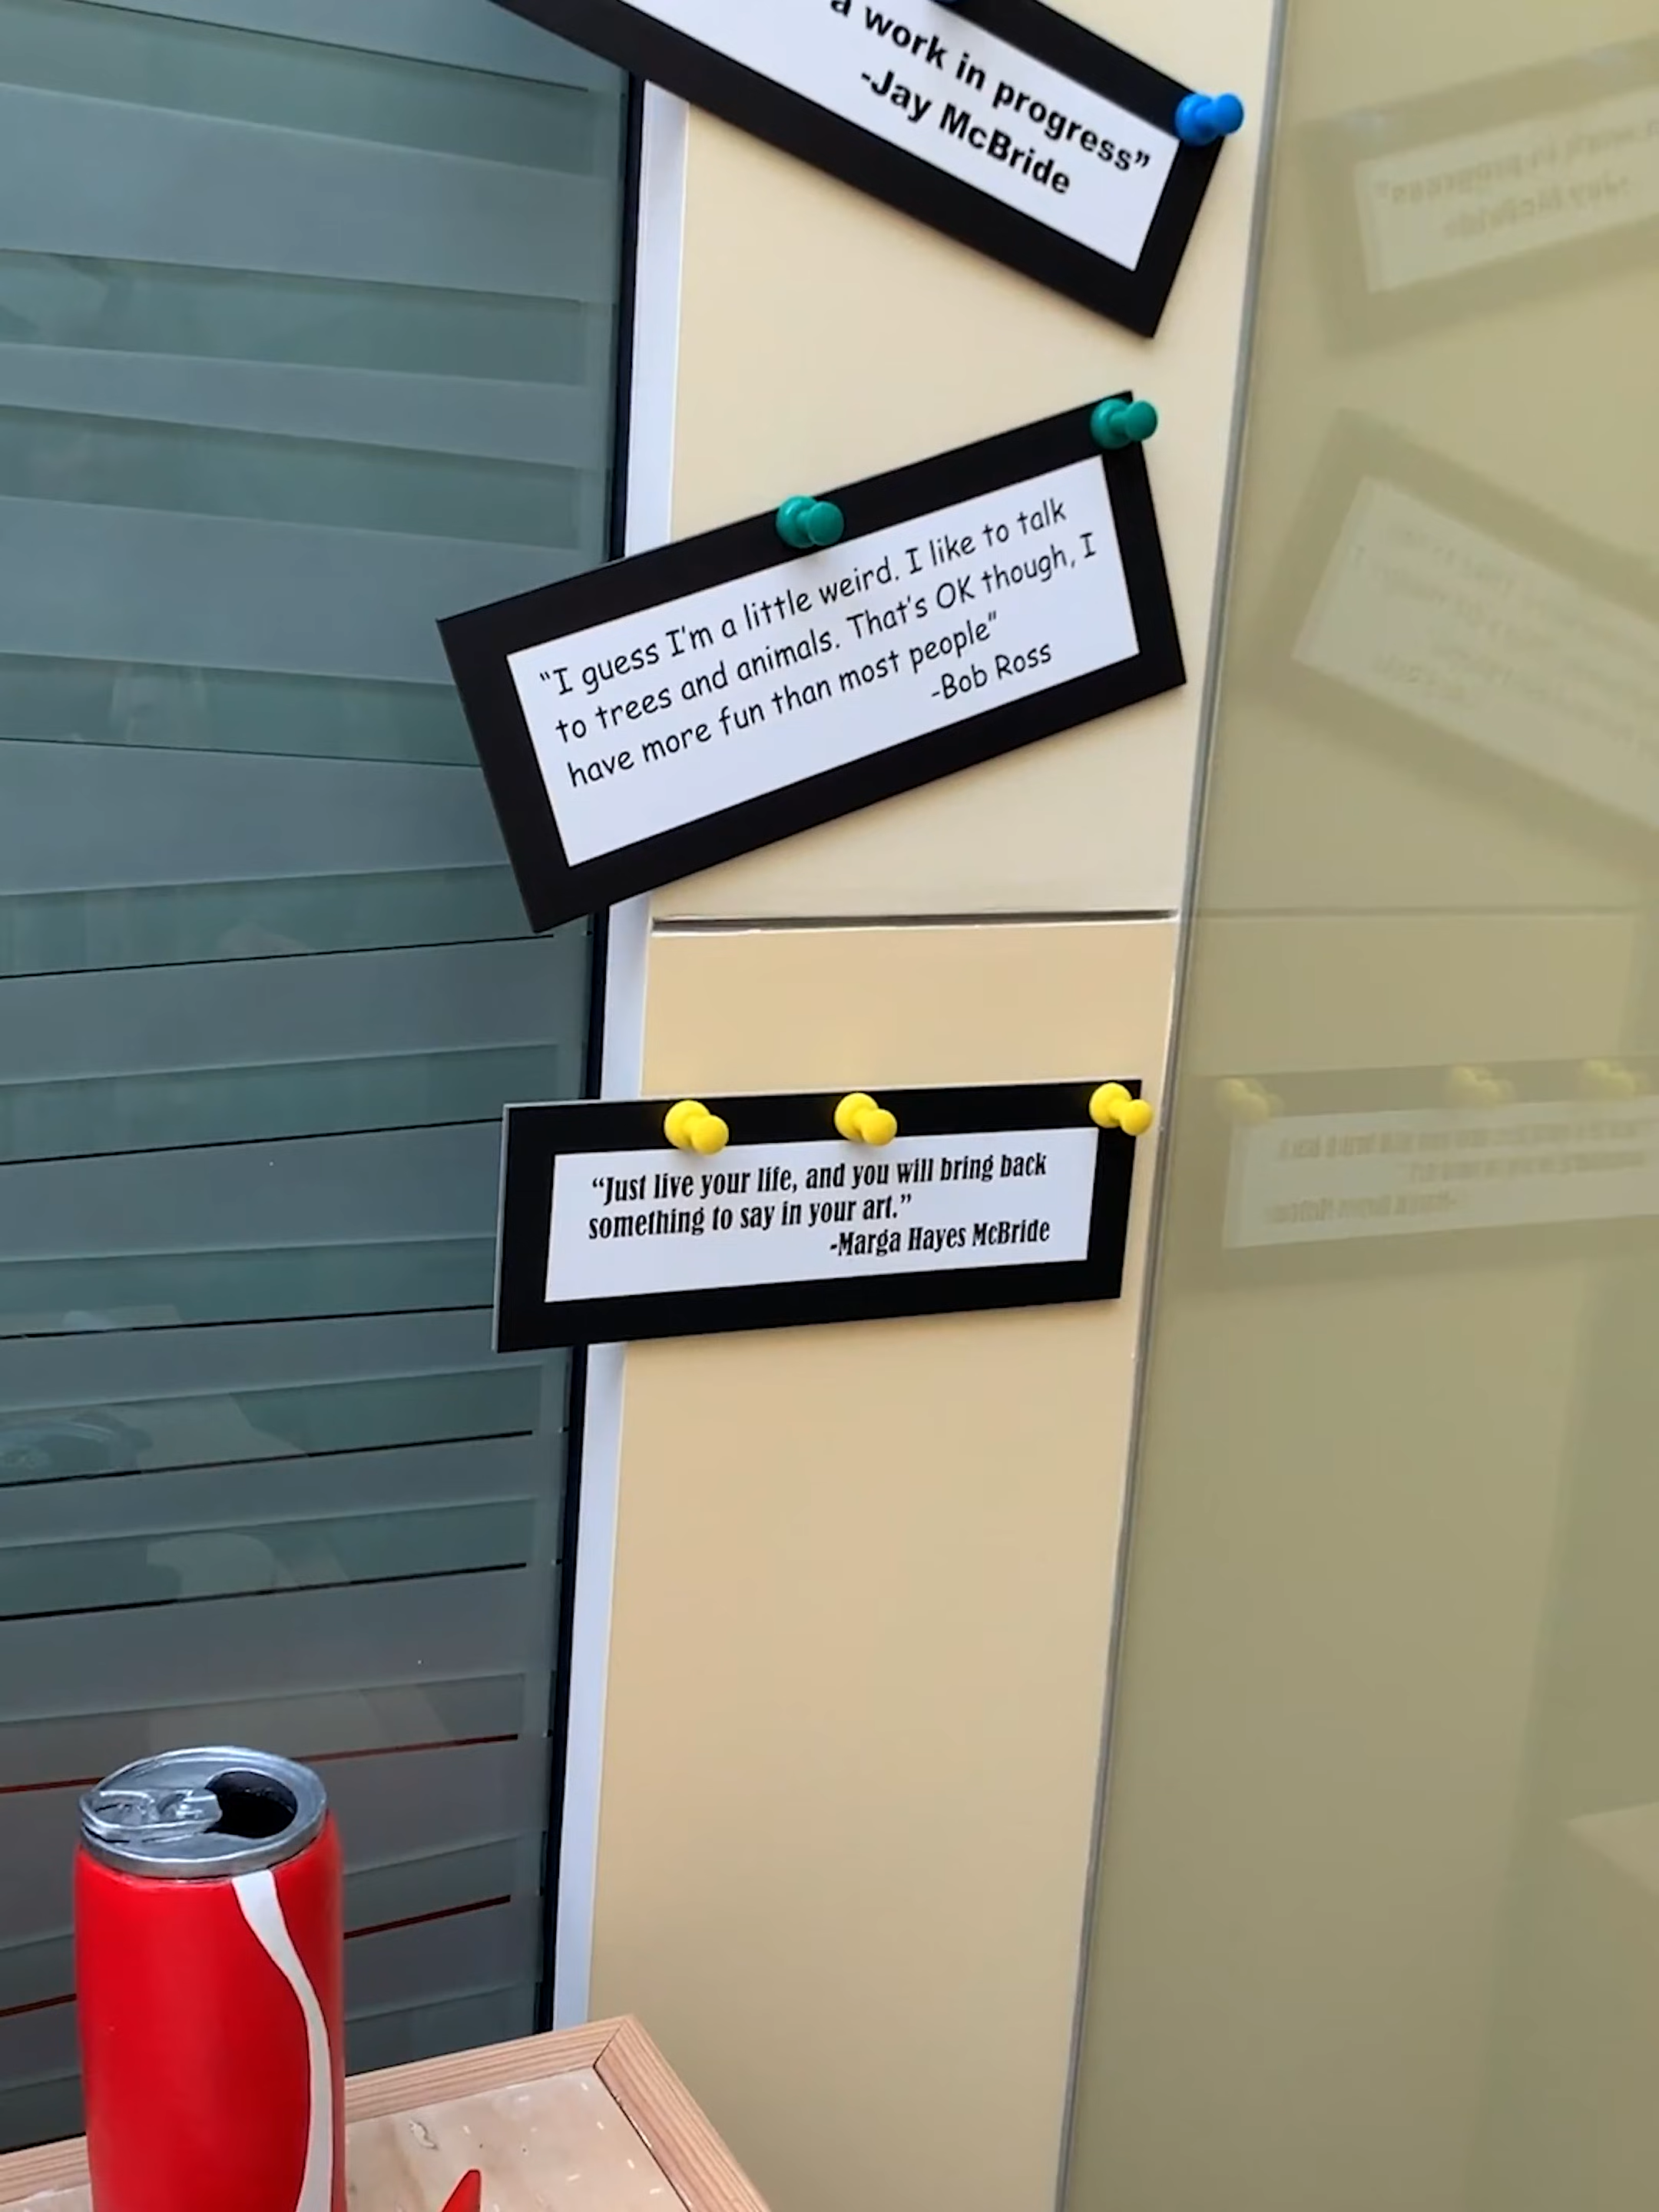 a work in progress”
-Jay McBride
“I guess I'm a little weird. I like to talk
to trees and animals. That's OK though, I
have more fun than most people”
-Bob Ross
“Just live your life, and you will bring back
something to say in your art.”
-Marga Hayes McBride